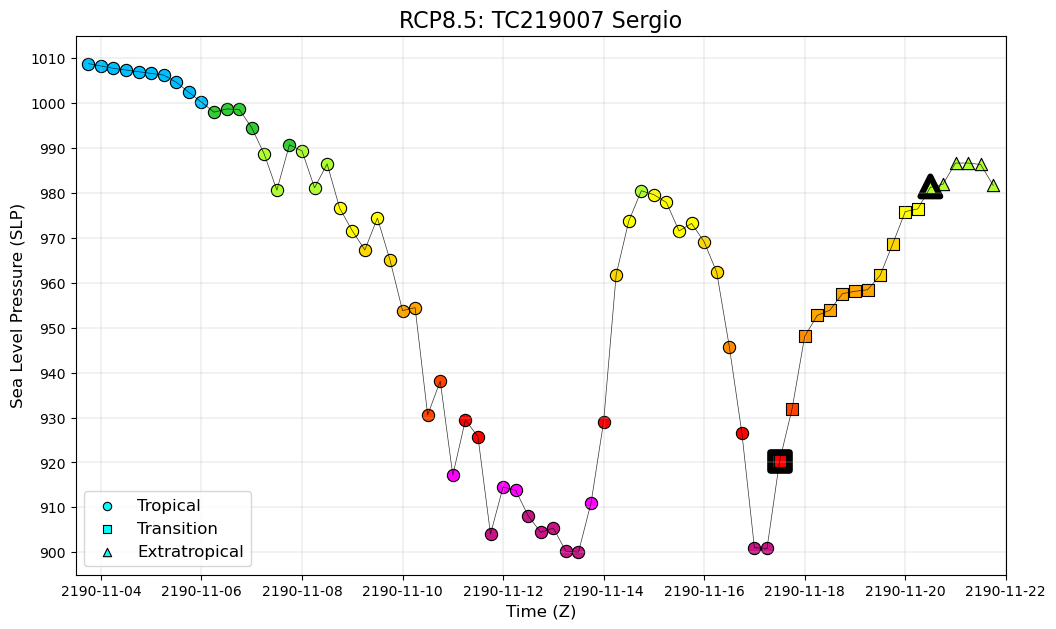 RCP8.5: TC219007 Sergio
Sea Level Pressure (SLP)
1010
1000
990
980
970
960
950
940
930
920
910
900
Tropical
Transition
Extratropical
2190-11-04 2190-11-06 2190-11-08 2190-11-10 2190-11-12 2190-11-14 2190-11-16 2190-11-18 2190-11-20 2190-11-22
Time (Z)